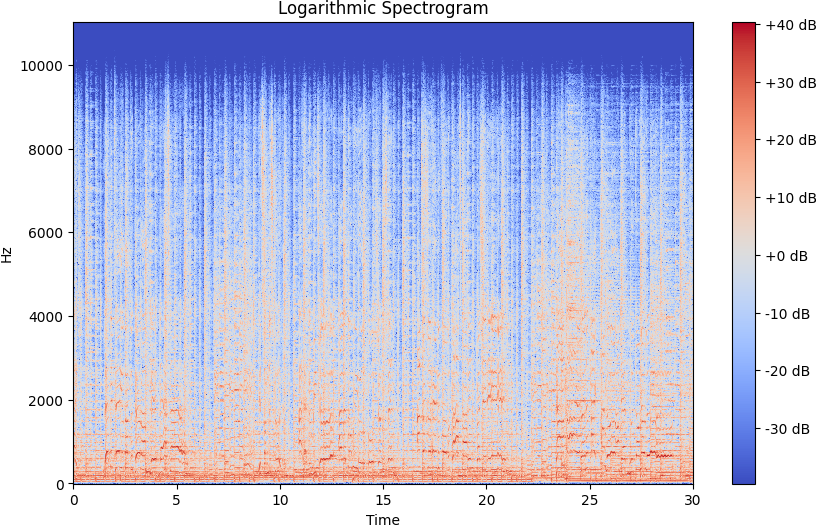 Logarithmic Spectrogram
+40 dB
+30 dB
+20 dB
+10 dB
+0 dB
-10 dB
-20 dB
-30 dB
Hz
10000
8000
6000
4000
2000
0
0 5 10 15 20 25 30
Time